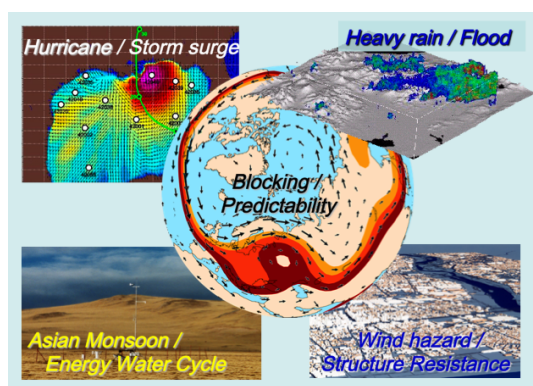 Hurricane / Storm surge
Heavy rain / Flood
Blocking /
Predictability
Asian Monsoon /
Energy Water Cycle
Wind hazard /
Structure Resistance